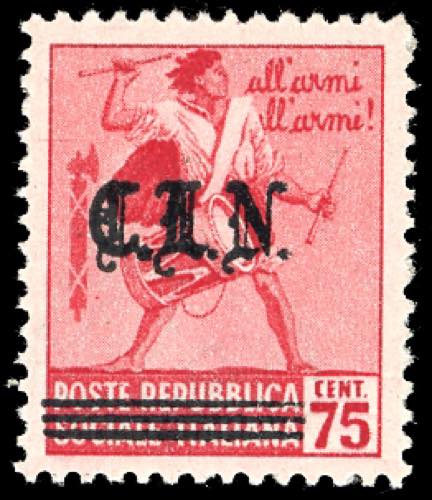 all'armi
all'armi!
C.L.N.
POSTE REPUBBLICA
SOCIALE ITALIANA
CENT.
75